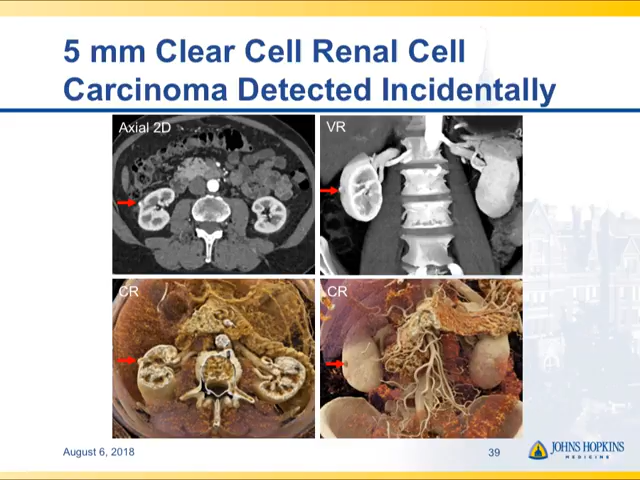 5 mm Clear Cell Renal Cell
Carcinoma Detected Incidentally
Axial 2D
VR
CR
CR
August 6, 2018
39
JOHNS HOPKINS
MEDICINE